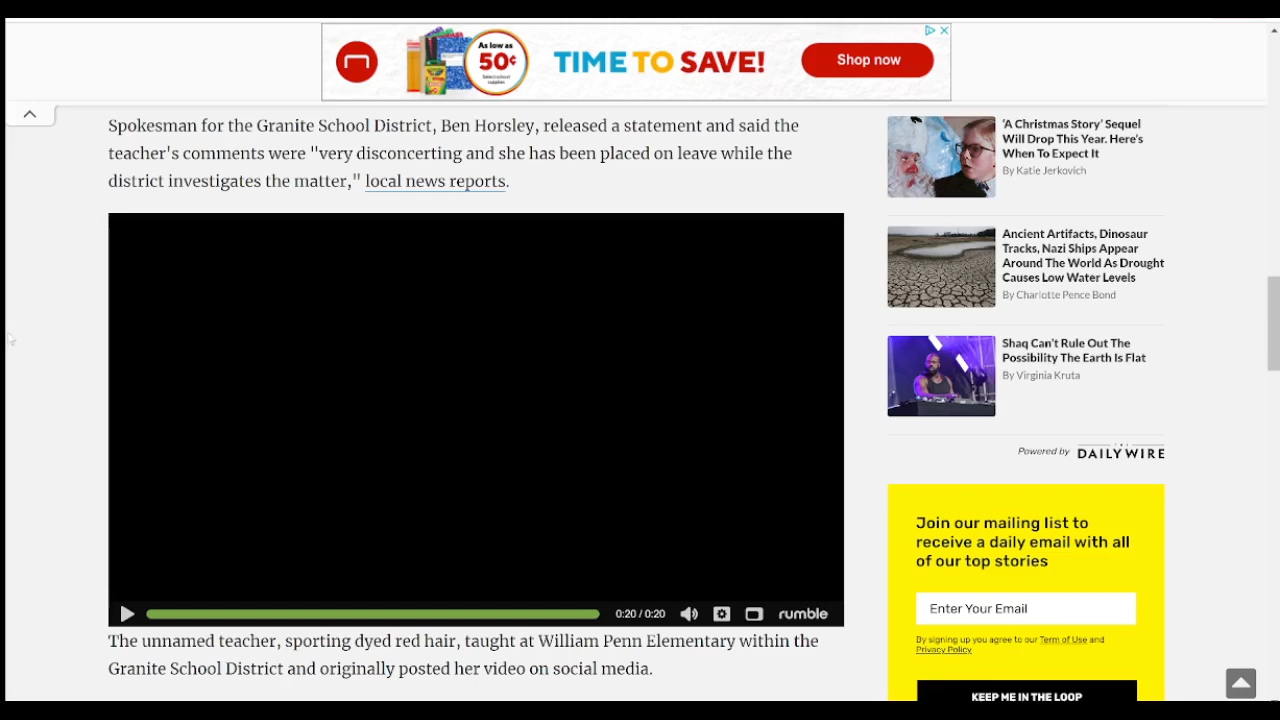 As low as
50¢
Select school
supplies
TIME TO SAVE!
Shop now
Spokesman for the Granite School District, Ben Horsley, released a statement and said the
teacher's comments were "very disconcerting and she has been placed on leave while the
district investigates the matter," local news reports.
0:20 / 0:20
rumble
The unnamed teacher, sporting dyed red hair, taught at William Penn Elementary within the
Granite School District and originally posted her video on social media.
‘A Christmas Story’ Sequel
Will Drop This Year. Here’s
When To Expect It
By Katie Jerkovich
Ancient Artifacts, Dinosaur
Tracks, Nazi Ships Appear
Around The World As Drought
Causes Low Water Levels
By Charlotte Pence Bond
Shaq Can’t Rule Out The
Possibility The Earth Is Flat
By Virginia Kruta
Powered by DAILY WIRE
Join our mailing list to
receive a daily email with all
of our top stories
Enter Your Email
By signing up you agree to our Term of Use and
Privacy Policy
KEEP ME IN THE LOOP